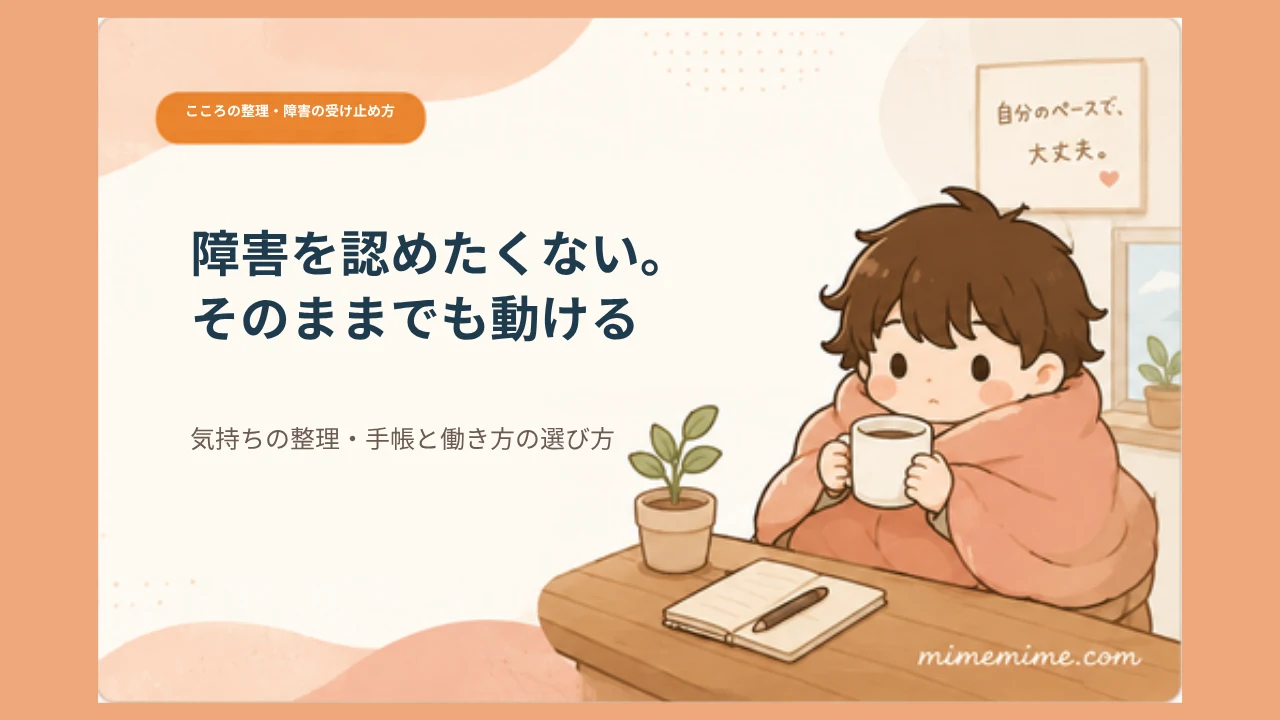 こころの整理・障害の受け止め方
自分のペースで、
大丈夫。
障害を認めたくない。
そのままでも動ける
気持ちの整理・手帳と働き方の選び方
mimemime.com